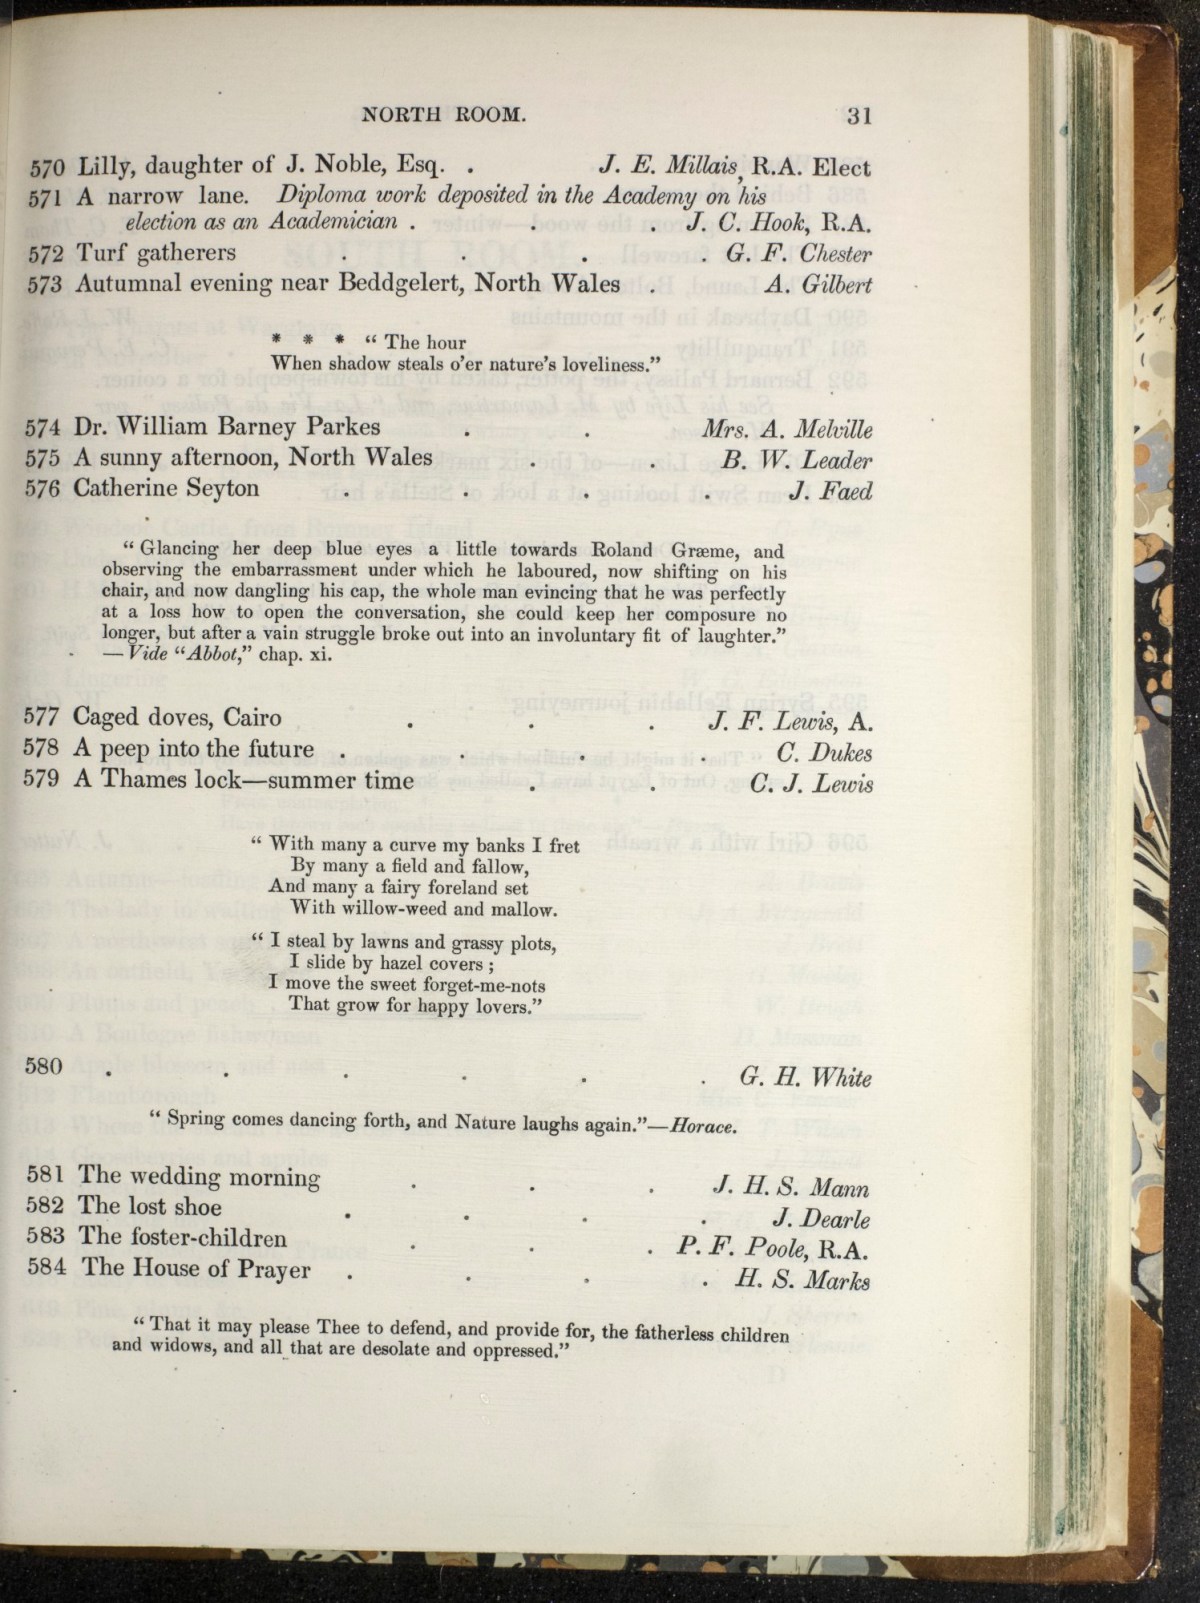 NORTH ROOM. 31
570 Lilly, daughter of J. Noble, Esq. . J. E. Millais, R.A. Elect
571 A narrow lane. Diploma work deposited in the Academy on his
election as an Academician . . . J. C. Hook, R.A.
572 Turf gatherers . . . . G. F. Chester
573 Autumnal evening near Beddgelert, North Wales . A. Gilbert
* * * “ The hour
When shadow steals o'er nature's loveliness.”
574 Dr. William Barney Parkes . . Mrs. A. Melville
575 A sunny afternoon, North Wales . . B. W. Leader
576 Catherine Seyton . . . . J. Faed
“ Glancing her deep blue eyes a little towards Roland Græme, and
observing the embarrassment under which he laboured, now shifting on his
chair, and now dangling his cap, the whole man evincing that he was perfectly
at a loss how to open the conversation, she could keep her composure no
longer, but after a vain struggle broke out into an involuntary fit of laughter.”
— Vide “Abbot,” chap. xi.
577 Caged doves, Cairo . . . J. F. Lewis, A.
578 A peep into the future . . . . C. Dukes
579 A Thames lock—summer time . . C. J. Lewis
“ With many a curve my banks I fret
By many a field and fallow,
And many a fairy foreland set
With willow-weed and mallow.
“ I steal by lawns and grassy plots,
I slide by hazel covers ;
I move the sweet forget-me-nots
That grow for happy lovers.”
580 . . . . . . G. H. White
“ Spring comes dancing forth, and Nature laughs again.”—Horace.
581 The wedding morning . . . J. H. S. Mann
582 The lost shoe . . . . J. Dearle
583 The foster-children . . . P. F. Poole, R.A.
584 The House of Prayer . . . . H. S. Marks
“ That it may please Thee to defend, and provide for, the fatherless children
and widows, and all that are desolate and oppressed.”